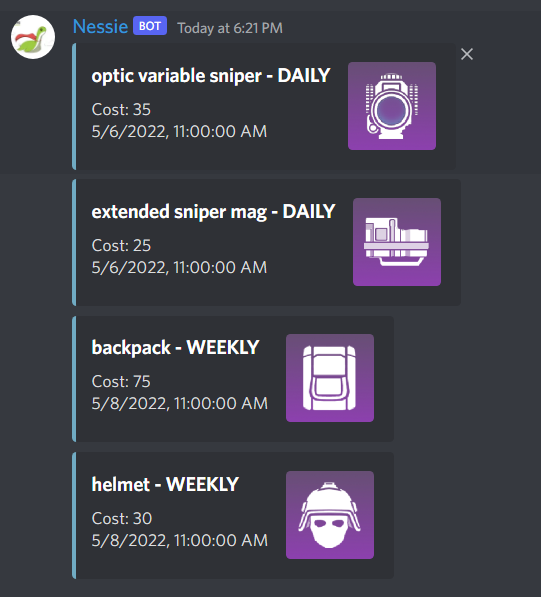 Nessie BOT Today at 6:21 PM
optic variable sniper - DAILY
Cost: 35
5/6/2022, 11:00:00 AM
extended sniper mag - DAILY
Cost: 25
5/6/2022, 11:00:00 AM
backpack - WEEKLY
Cost: 75
5/8/2022, 11:00:00 AM
helmet - WEEKLY
Cost: 30
5/8/2022, 11:00:00 AM